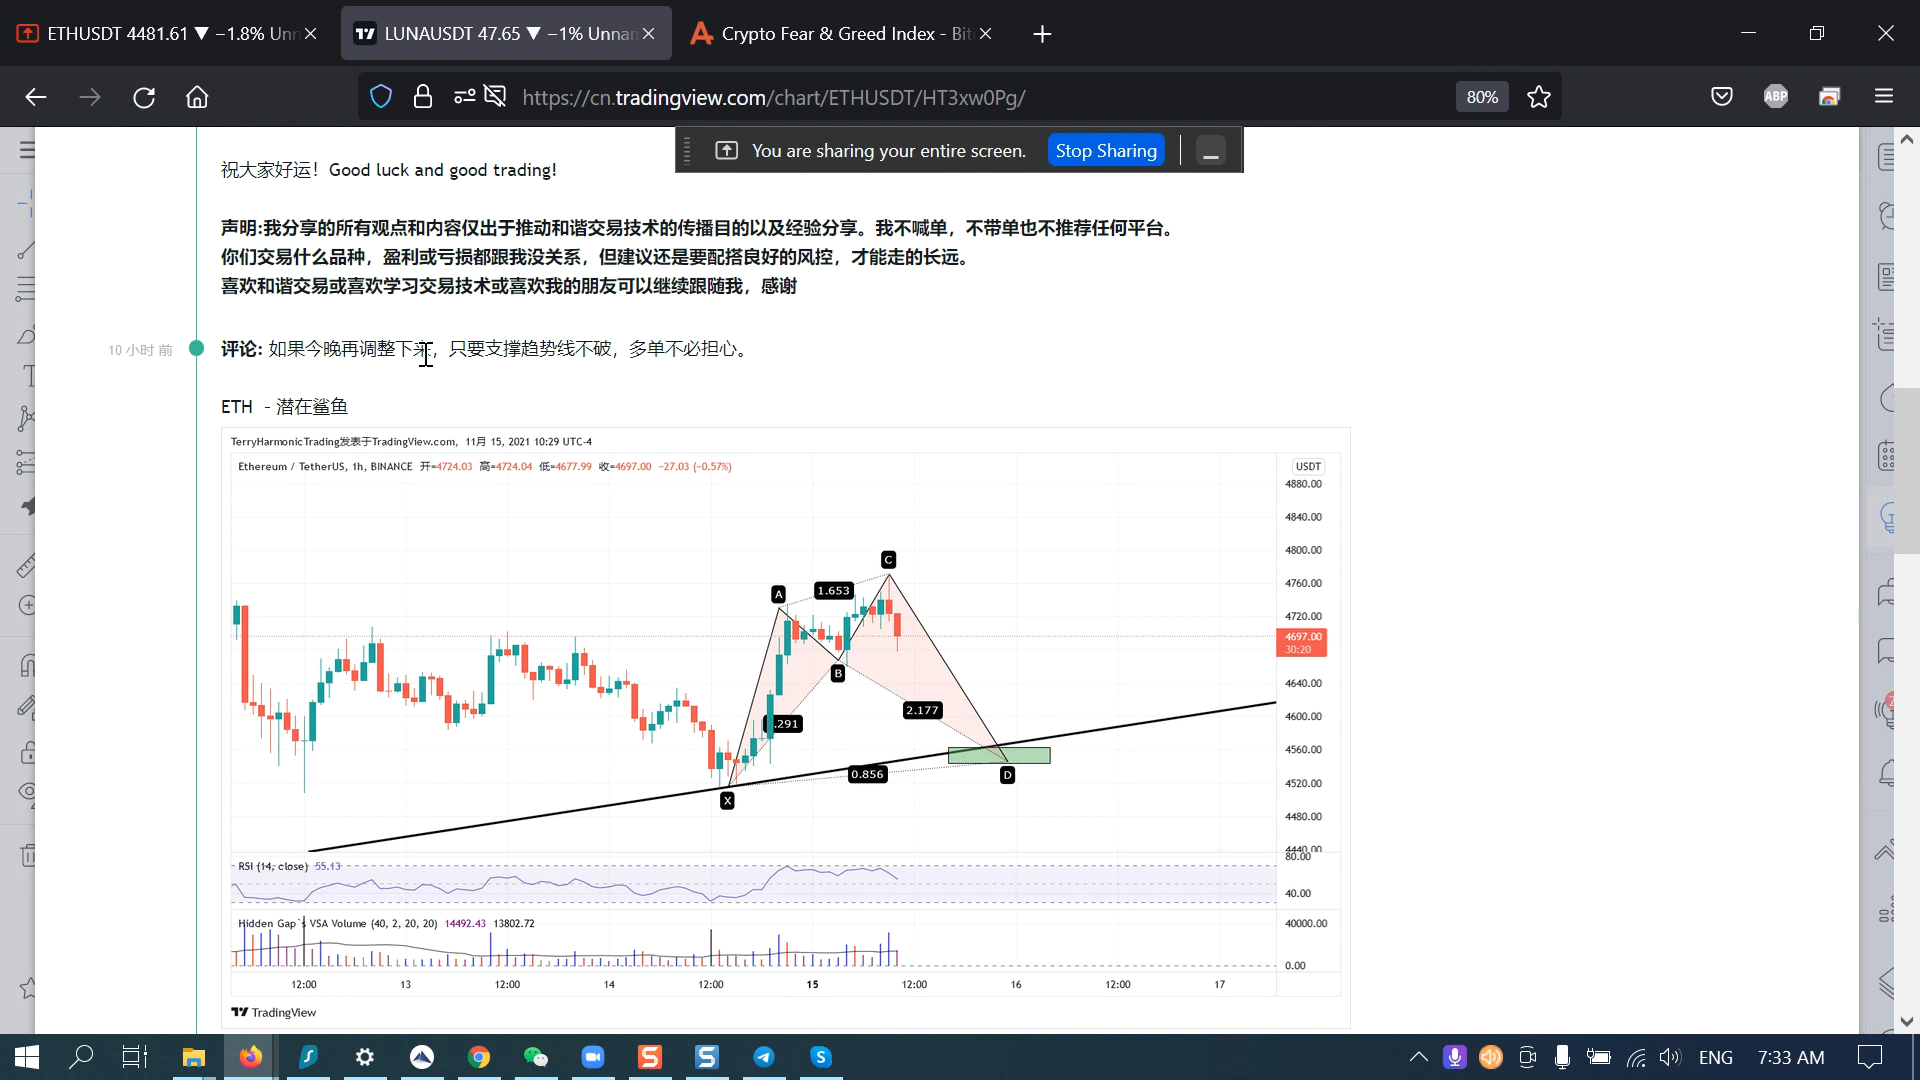 ETHUSDT 4481.61 ▼ −1.8% Unn
LUNAUSDT 47.65 ▼ −1% Unnan
Crypto Fear & Greed Index - Bit
https://cn.tradingview.com/chart/ETHUSDT/HT3xw0Pg/
80%
ABP
You are sharing your entire screen.
Stop Sharing
祝大家好运！Good luck and good trading!
声明:我分享的所有观点和内容仅出于推动和谐交易技术的传播目的以及经验分享。我不喊单，不带单也不推荐任何平台。
你们交易什么品种，盈利或亏损都跟我没关系，但建议还是要配搭良好的风控，才能走的长远。
喜欢和谐交易或喜欢学习交易技术或喜欢我的朋友可以继续跟随我，感谢
10 小时 前
评论: 如果今晚再调整下来，只要支撑趋势线不破，多单不必担心。
ETH - 潜在鲨鱼
TerryHarmonicTrading发表于TradingView.com, 11月 15, 2021 10:29 UTC-4
Ethereum / TetherUS, 1h, BINANCE 开=4724.03 高=4724.04 低=4677.99 收=4697.00 −27.03 (−0.57%)
USDT
4880.00
4840.00
4800.00
4760.00
4720.00
4697.00
30:20
4640.00
4600.00
4560.00
4520.00
4480.00
4440.00
C
A
1.653
B
2.177
.291
0.856
D
X
RSI (14, close) 55.13
80.00
40.00
Hidden Gap`s VSA Volume (40, 2, 20, 20) 14492.43 13802.72
40000.00
0.00
12:00 13 12:00 14 12:00 15 12:00 16 12:00 17
TradingView
ENG
7:33 AM